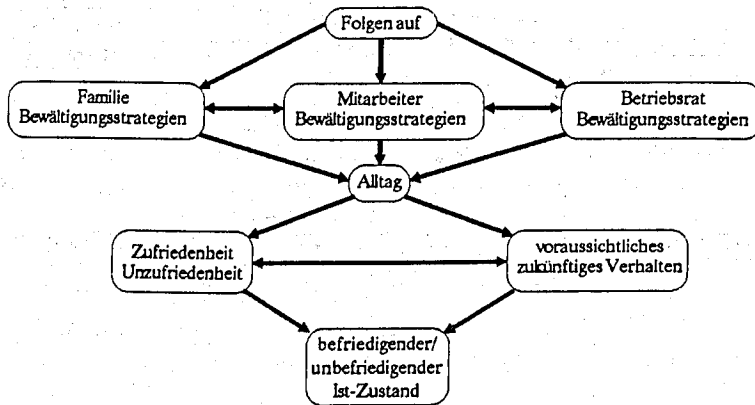 Folgen auf
Familie
Bewältigungsstrategien
Mitarbeiter
Bewältigungsstrategien
Betriebsrat
Bewältigungsstrategien
Alltag
Zufriedenheit
Unzufriedenheit
voraussichtliches
zukünftiges Verhalten
befriedigender/
unbefriedigender
Ist-Zustand